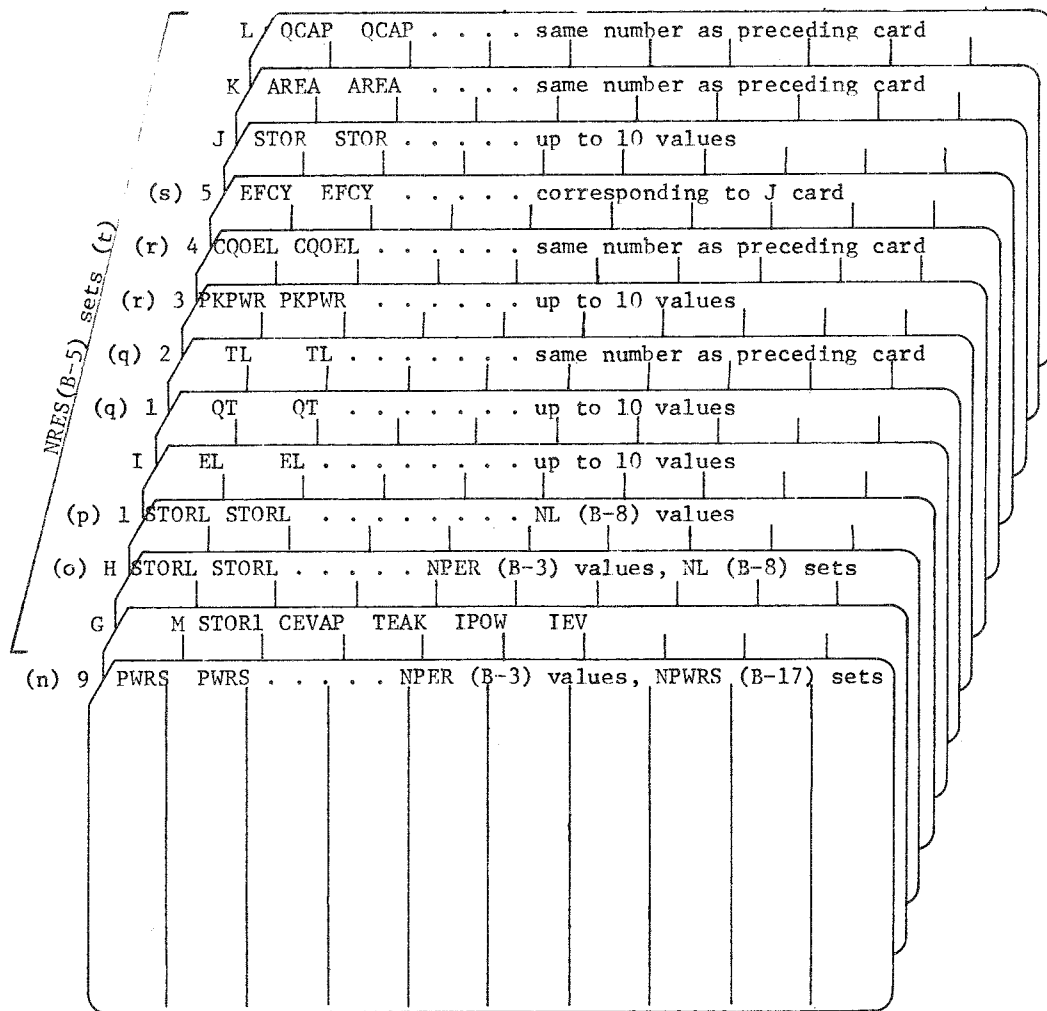 L QCAP QCAP . . . . same number as preceding card
K AREA AREA . . . . same number as preceding card
J STOR STOR . . . . . up to 10 values
(s) 5 EFCY EFCY . . . . . corresponding to J card
(r) 4 CQOEL CQOEL . . . . . . same number as preceding card
(r) 3 PKPWR PKPWR . . . . . . up to 10 values
(q) 2 TL TL . . . . . . . same number as preceding card
(q) 1 QT QT . . . . . . . up to 10 values
I EL EL . . . . . . . . up to 10 values
(p) 1 STORL STORL . . . . . . . . NL (B-8) values
(o) H STORL STORL . . . . . NPER (B-3) values, NL (B-8) sets
G M STOR1 CEVAP TEAK IPOW IEV
(n) 9 PWRS PWRS . . . . . NPER (B-3) values, NPWRS (B-17) sets
NRES(B-5) sets (t)